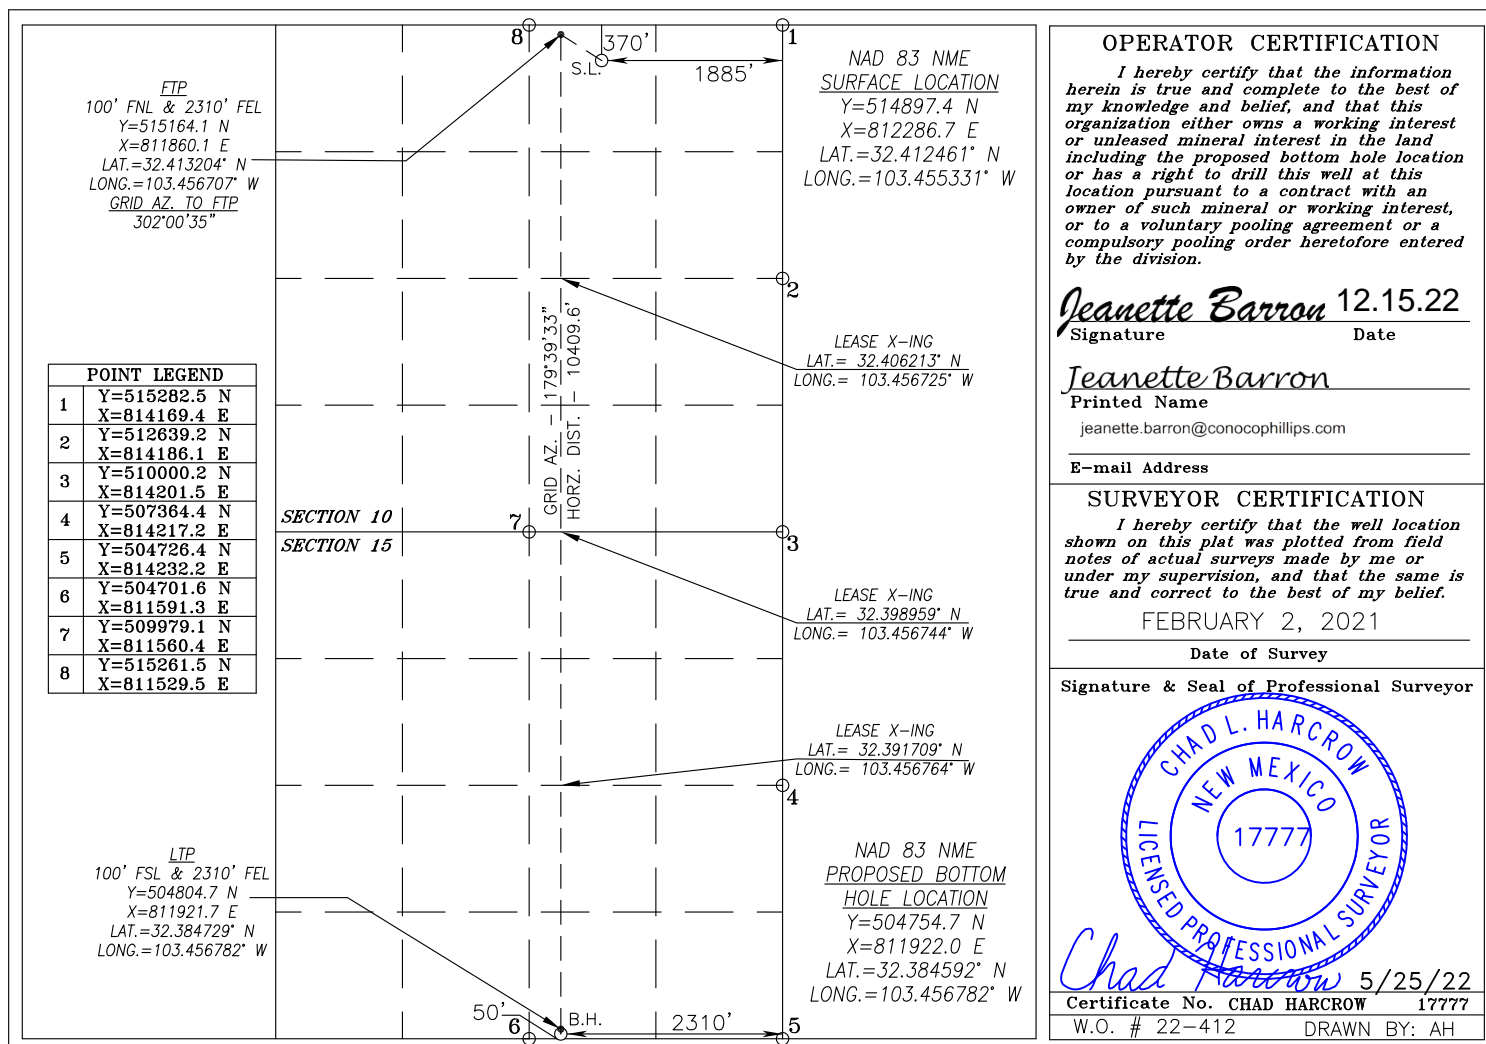 FTP
100' FNL & 2310' FEL
Y=515164.1 N
X=811860.1 E
LAT.=32.413204° N
LONG.=103.456707° W
GRID AZ. TO FTP
302°00'35"
8
S.L.
370'
1885'
1
NAD 83 NME
SURFACE LOCATION
Y=514897.4 N
X=812286.7 E
LAT.=32.412461° N
LONG.=103.455331° W
2
GRID AZ. - 179°39'33"
HORZ. DIST. - 10409.6'
LEASE X-ING
LAT.= 32.406213° N
LONG.= 103.456725° W
POINT LEGEND
1 Y=515282.5 N
X=814169.4 E
2 Y=512639.2 N
X=814186.1 E
3 Y=510000.2 N
X=814201.5 E
4 Y=507364.4 N
X=814217.2 E
5 Y=504726.4 N
X=814232.2 E
6 Y=504701.6 N
X=811591.3 E
7 Y=509979.1 N
X=811560.4 E
8 Y=515261.5 N
X=811529.5 E
SECTION 10
SECTION 15
7
3
LEASE X-ING
LAT.= 32.398959° N
LONG.= 103.456744° W
LEASE X-ING
LAT.= 32.391709° N
LONG.= 103.456764° W
4
LTP
100' FSL & 2310' FEL
Y=504804.7 N
X=811921.7 E
LAT.=32.384729° N
LONG.=103.456782° W
NAD 83 NME
PROPOSED BOTTOM
HOLE LOCATION
Y=504754.7 N
X=811922.0 E
LAT.=32.384592° N
LONG.=103.456782° W
50'
6
B.H.
2310'
5
OPERATOR CERTIFICATION
I hereby certify that the information
herein is true and complete to the best of
my knowledge and belief, and that this
organization either owns a working interest
or unleased mineral interest in the land
including the proposed bottom hole location
or has a right to drill this well at this
location pursuant to a contract with an
owner of such mineral or working interest,
or to a voluntary pooling agreement or a
compulsory pooling order heretofore entered
by the division.
Jeanette Barron 12.15.22
Signature Date
Jeanette Barron
Printed Name
jeanette.barron@conocophillips.com
E-mail Address
SURVEYOR CERTIFICATION
I hereby certify that the well location
shown on this plat was plotted from field
notes of actual surveys made by me or
under my supervision, and that the same is
true and correct to the best of my belief.
FEBRUARY 2, 2021
Date of Survey
Signature & Seal of Professional Surveyor
CHAD L. HARCROW
NEW MEXICO
17777
LICENSED PROFESSIONAL SURVEYOR
Chad Harcrow 5/25/22
Certificate No. CHAD HARCROW 17777
W.O. # 22-412 DRAWN BY: AH